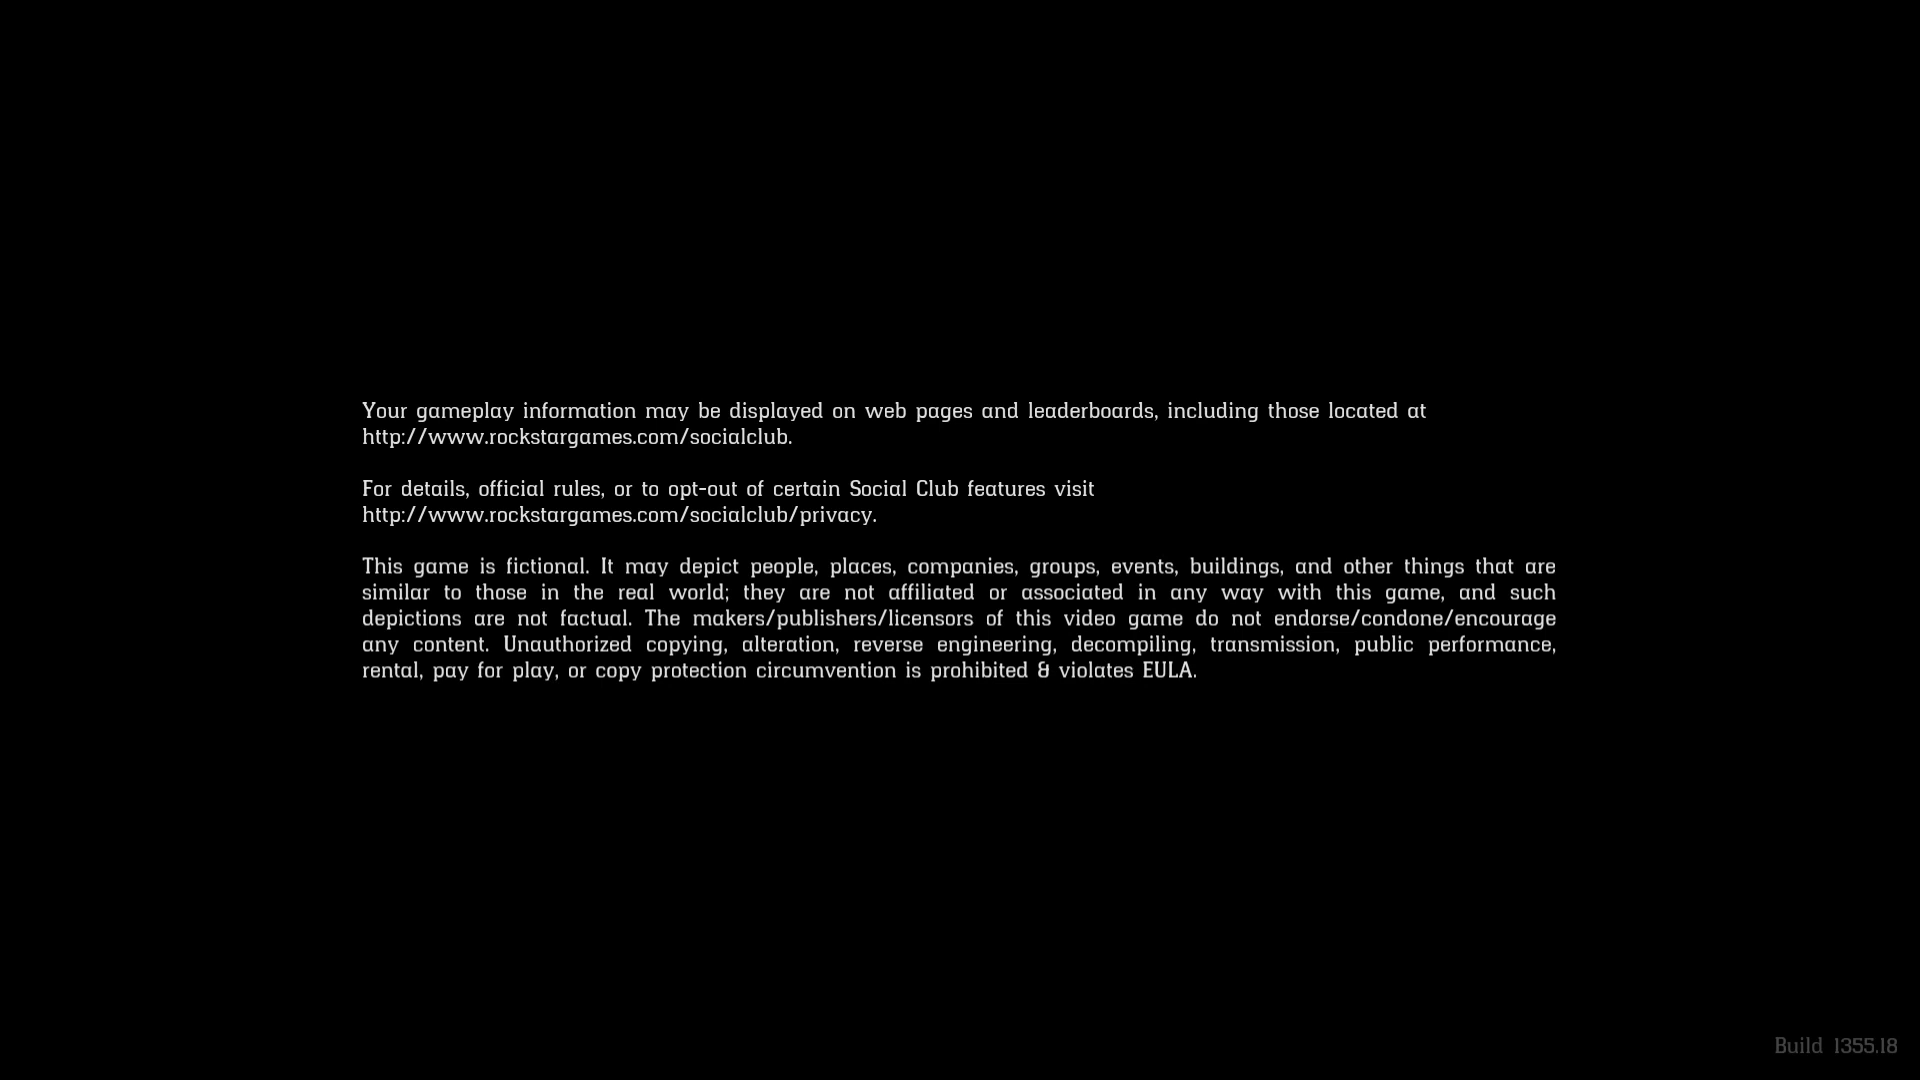 Your gameplay information may be displayed on web pages and leaderboards, including those located at
http://www.rockstargames.com/socialclub.
For details, official rules, or to opt-out of certain Social Club features visit
http://www.rockstargames.com/socialclub/privacy.
This game is fictional. It may depict people, places, companies, groups, events, buildings, and other things that are
similar to those in the real world; they are not affiliated or associated in any way with this game, and such
depictions are not factual. The makers/publishers/licensors of this video game do not endorse/condone/encourage
any content. Unauthorized copying, alteration, reverse engineering, decompiling, transmission, public performance,
rental, pay for play, or copy protection circumvention is prohibited & violates EULA.
Build 1355.18